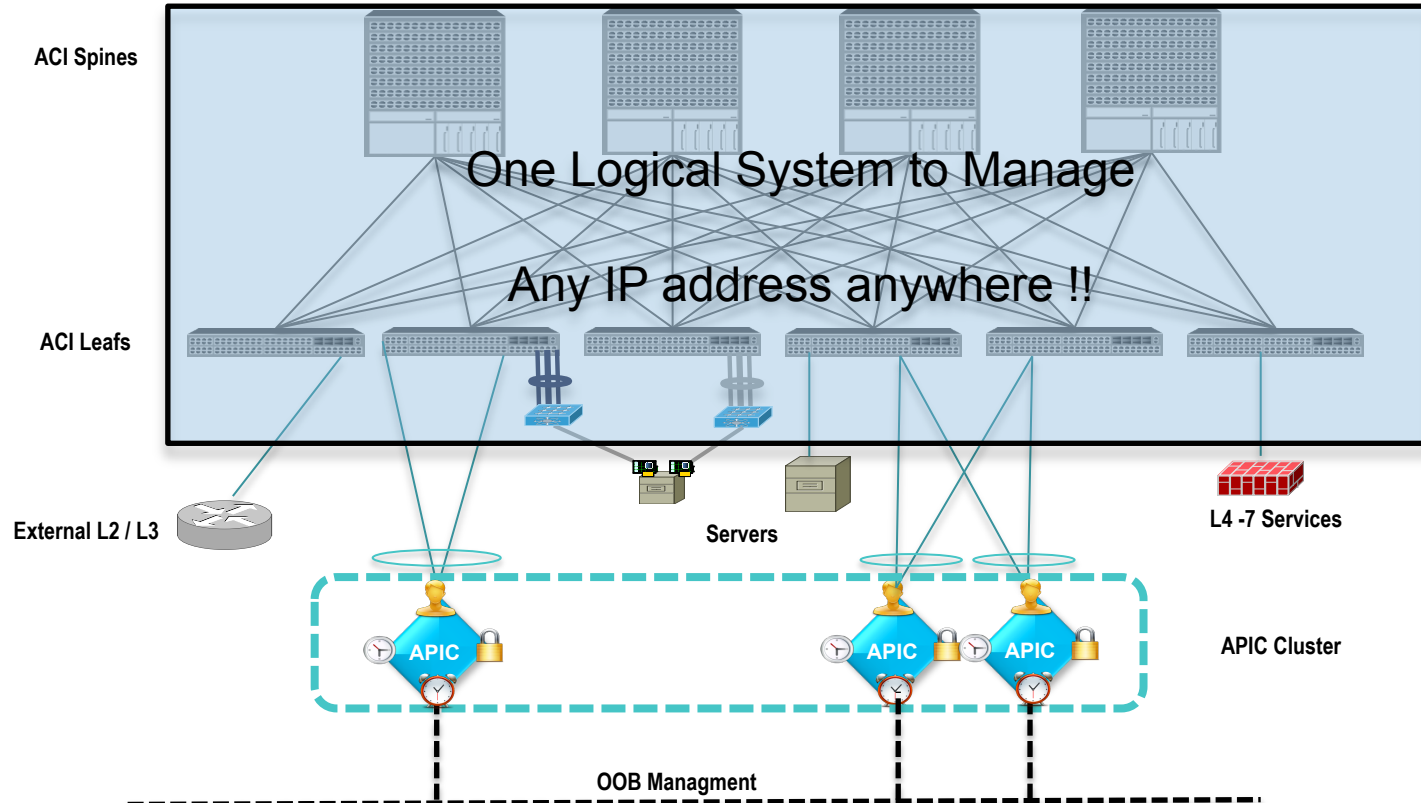 ACI Spines
One Logical System to Manage
Any IP address anywhere !!
ACI Leafs
External L2 / L3
Servers
L4 -7 Services
APIC
APIC
APIC
APIC Cluster
OOB Managment